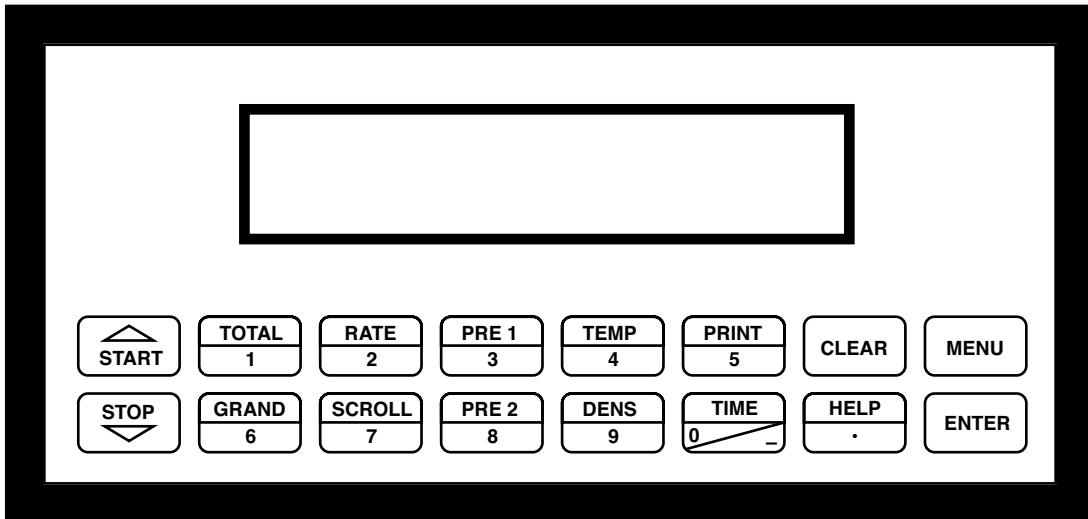 TOTAL RATE PRE 1 TEMP PRINT CLEAR MENU
START 1 2 3 4 5
STOP GRAND SCROLL PRE 2 DENS TIME HELP ENTER
6 7 8 9 0 – .